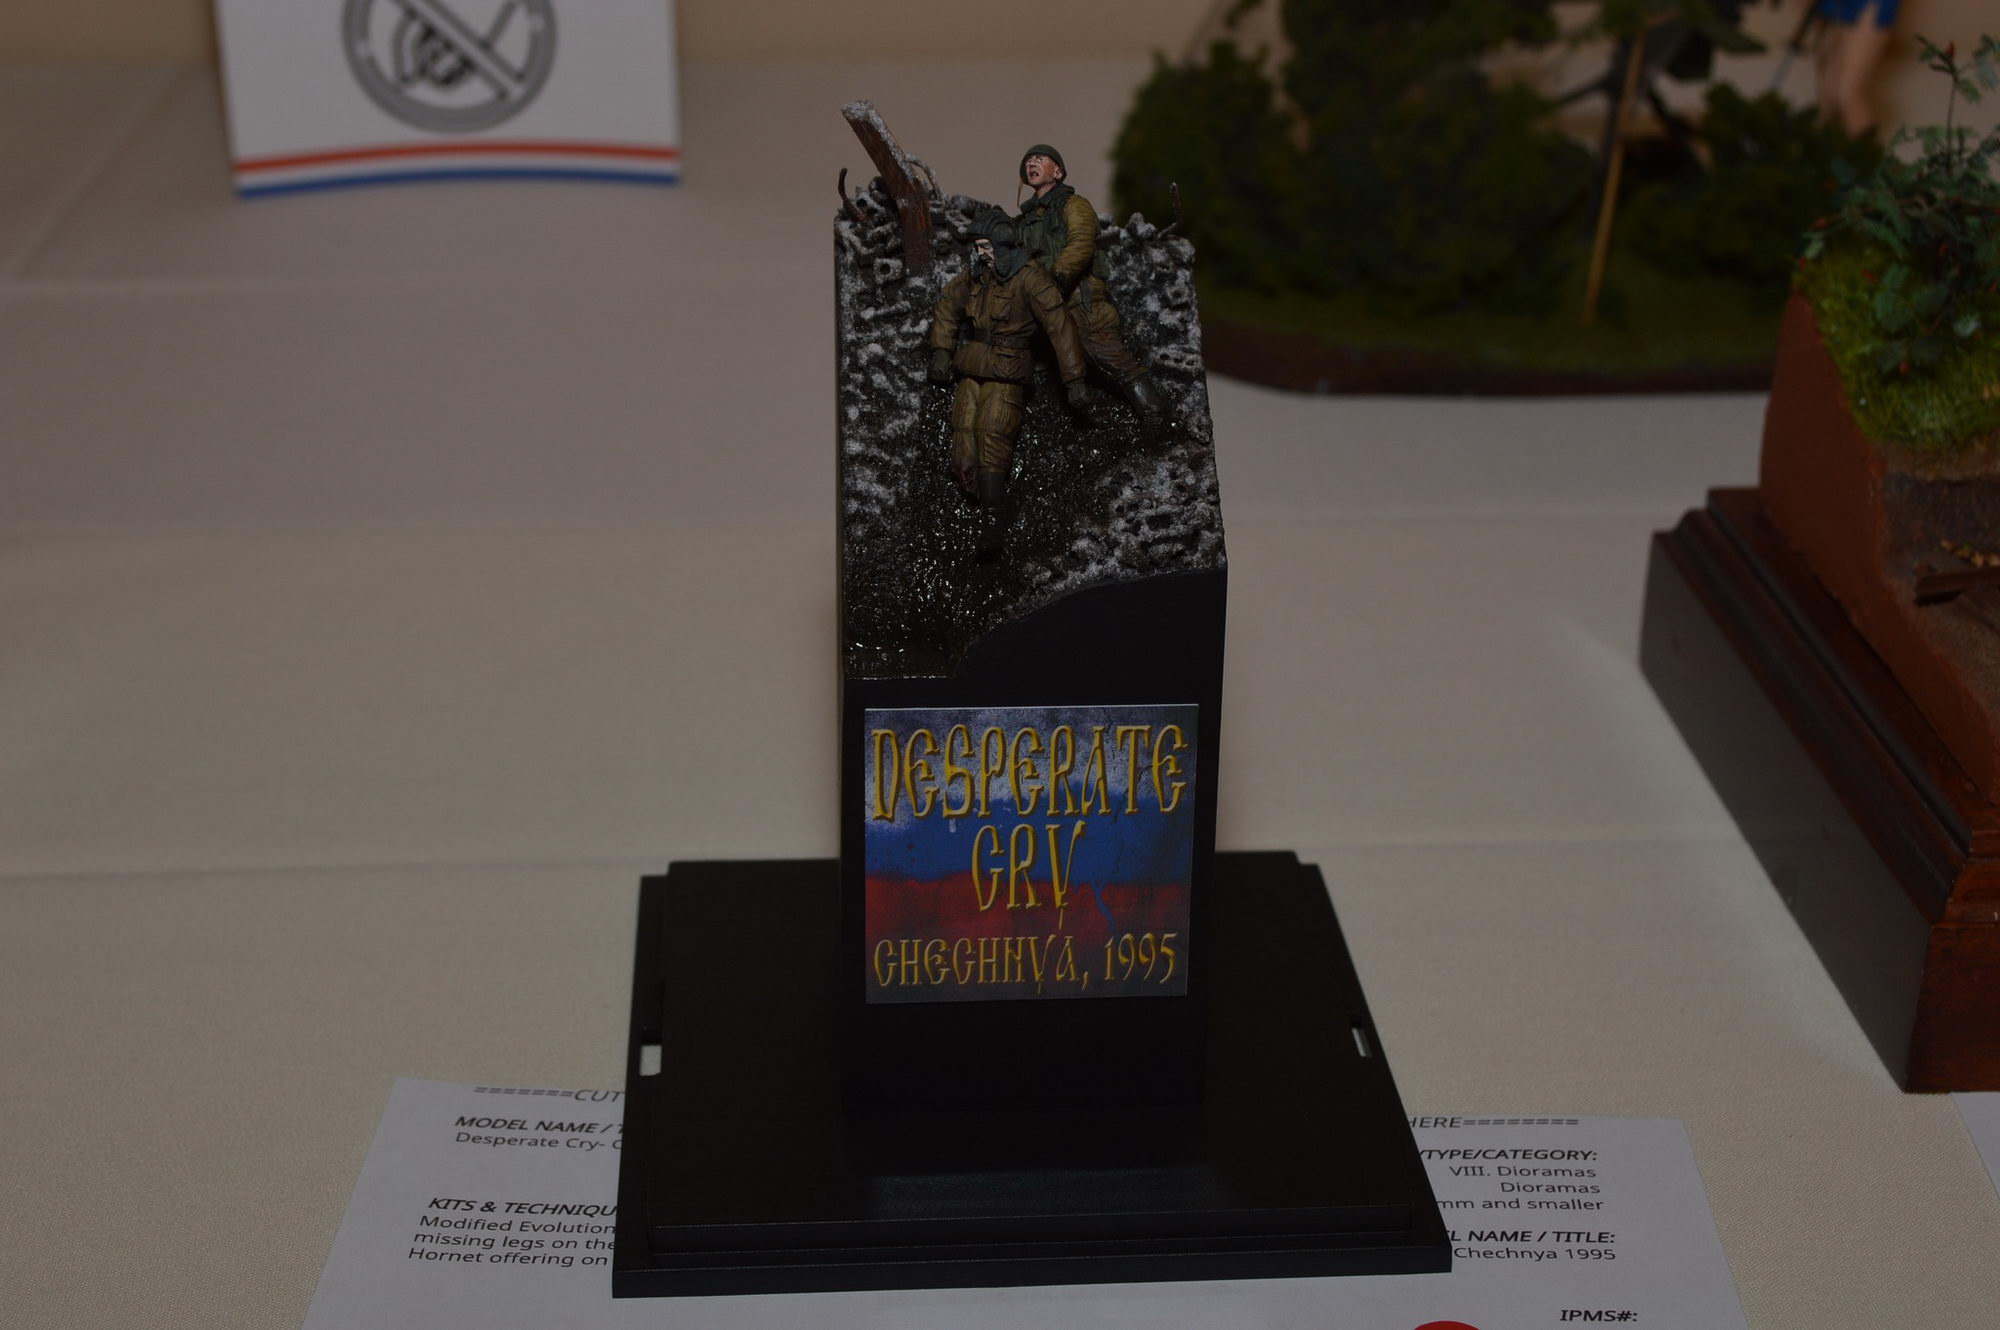 DESPERATE
CRY
CHECHNYA, 1995
=======CUT
MODEL NAME /
Desperate Cry-
KITS & TECHNIQU
Modified Evolution
missing legs on the
Hornet offering on
HERE========
/TYPE/CATEGORY:
VIII. Dioramas
Dioramas
mm and smaller
NAME / TITLE:
Chechnya 1995
IPMS#: